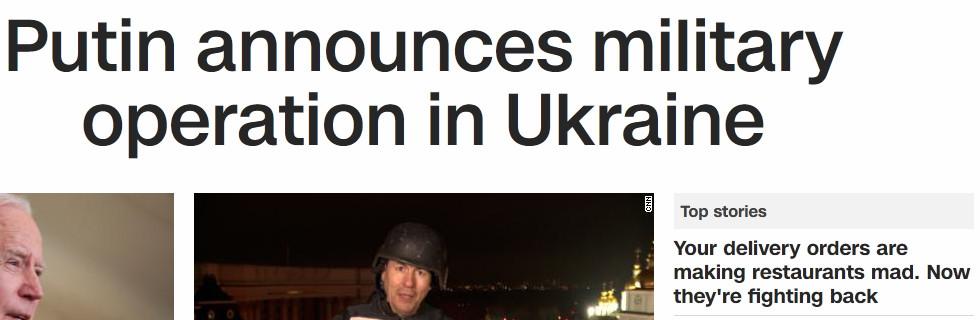 Putin announces military
operation in Ukraine
CNN
Top stories
Your delivery orders are
making restaurants mad. Now
they're fighting back